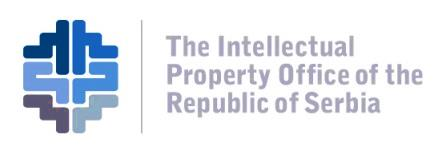 The Intellectual
Property Office of the
Republic of Serbia